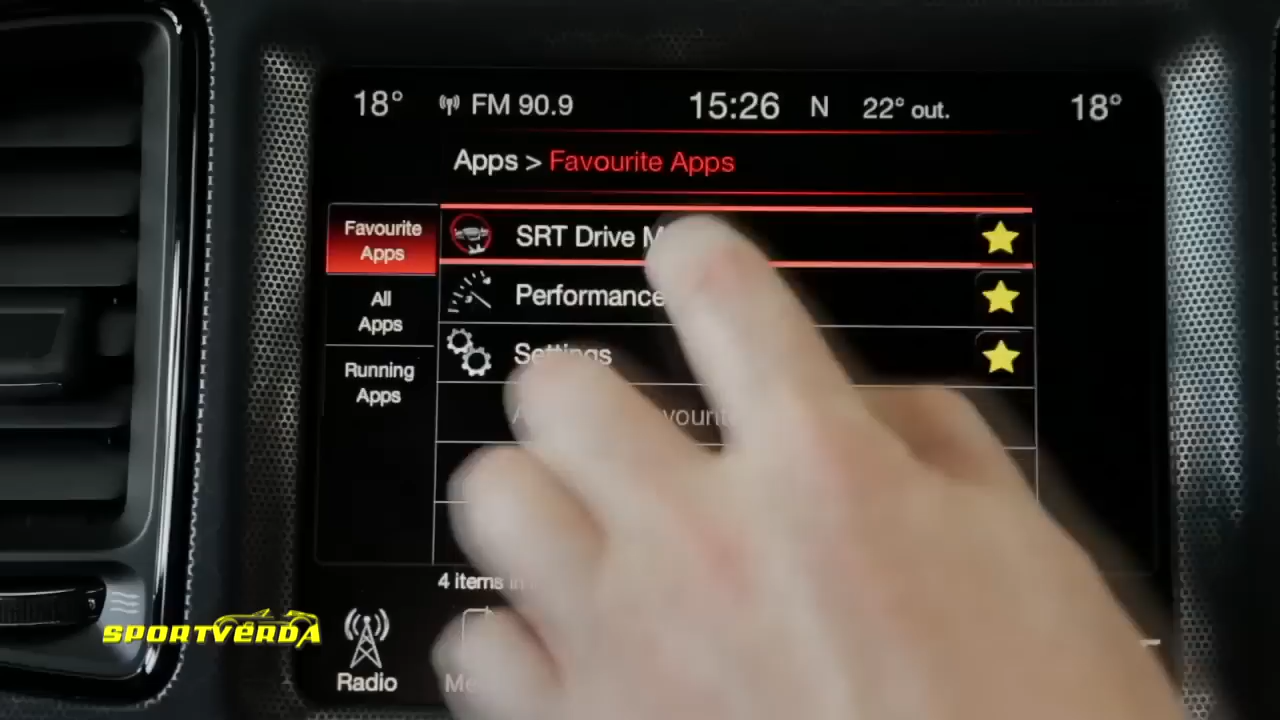 18° FM 90.9 15:26 N 22° out. 18°
Apps > Favourite Apps
Favourite
Apps
SRT Drive
Performance
All
Apps
Settings
Running
Apps
4 items
SPORTVERDA
Radio